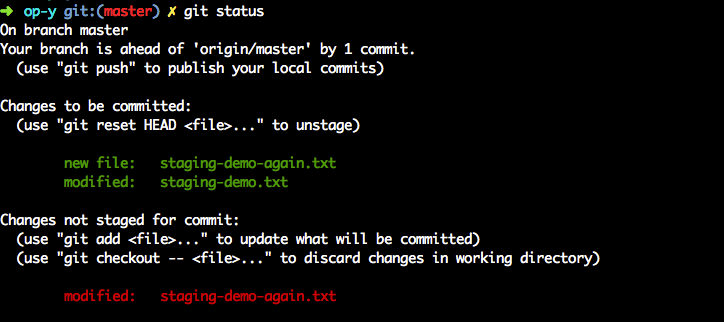 ➜ op-y git:(master) ✗ git status
On branch master
Your branch is ahead of 'origin/master' by 1 commit.
(use "git push" to publish your local commits)
Changes to be committed:
(use "git reset HEAD <file>..." to unstage)
new file: staging-demo-again.txt
modified: staging-demo.txt
Changes not staged for commit:
(use "git add <file>..." to update what will be committed)
(use "git checkout -- <file>..." to discard changes in working directory)
modified: staging-demo-again.txt